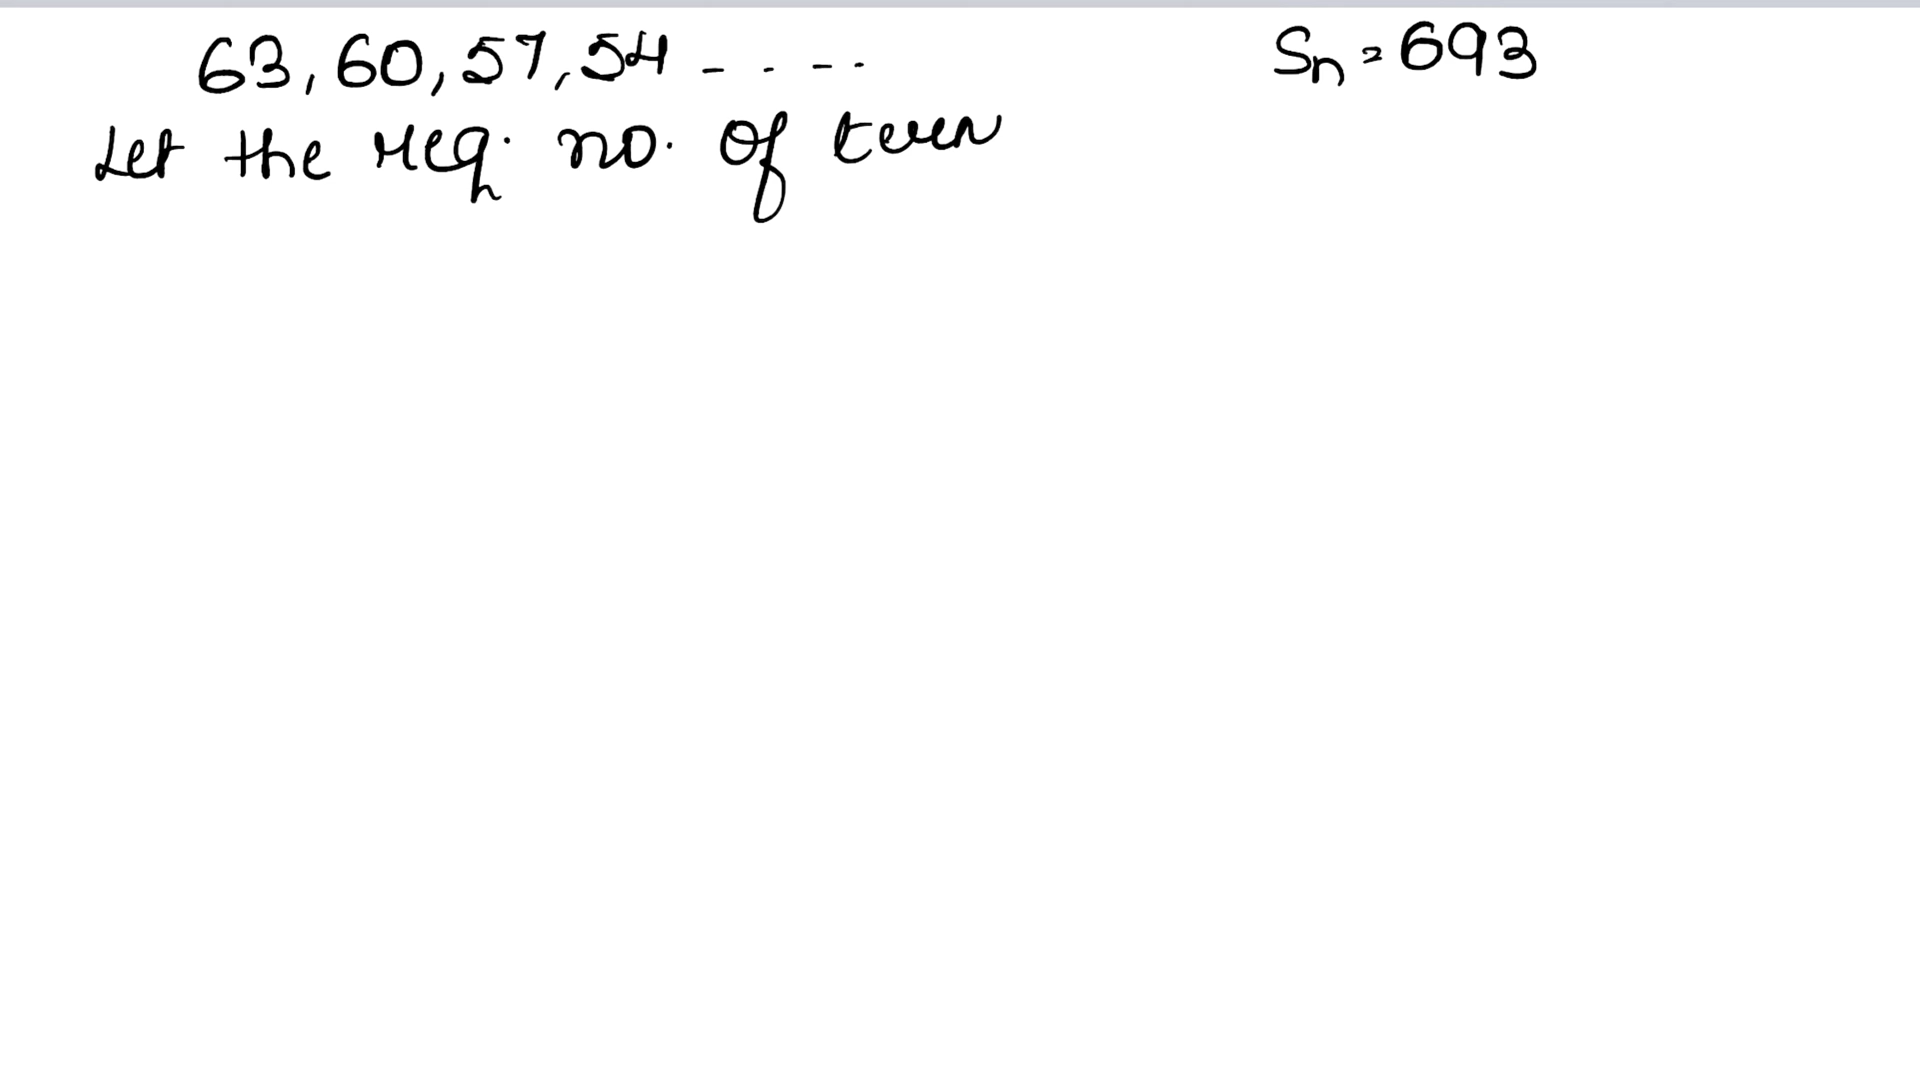 63, 60, 57, 54 - - - - Sn = 693
Let the req. no. of term